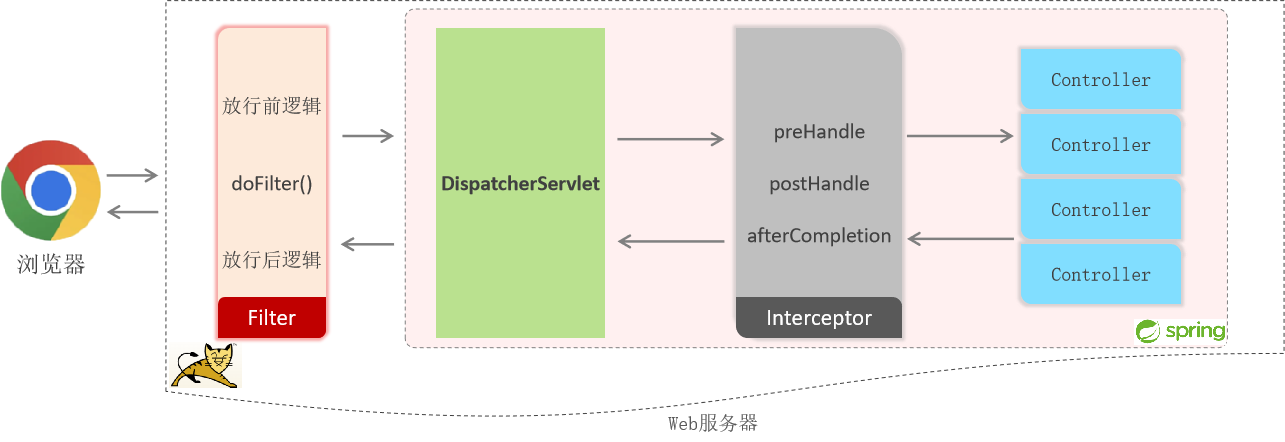 浏览器
放行前逻辑
doFilter()
放行后逻辑
Filter
DispatcherServlet
preHandle
postHandle
afterCompletion
Interceptor
Controller
Controller
Controller
Controller
spring
Web服务器